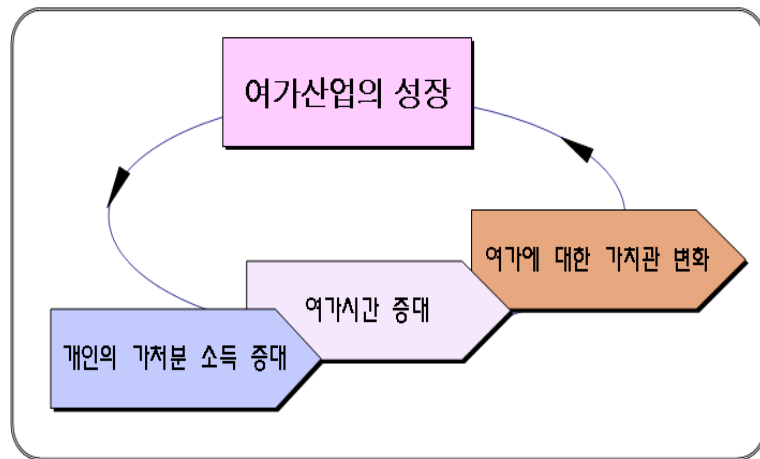 여가산업의 성장
여가에 대한 가치관 변화
여가시간 증대
개인의 가처분 소득 증대